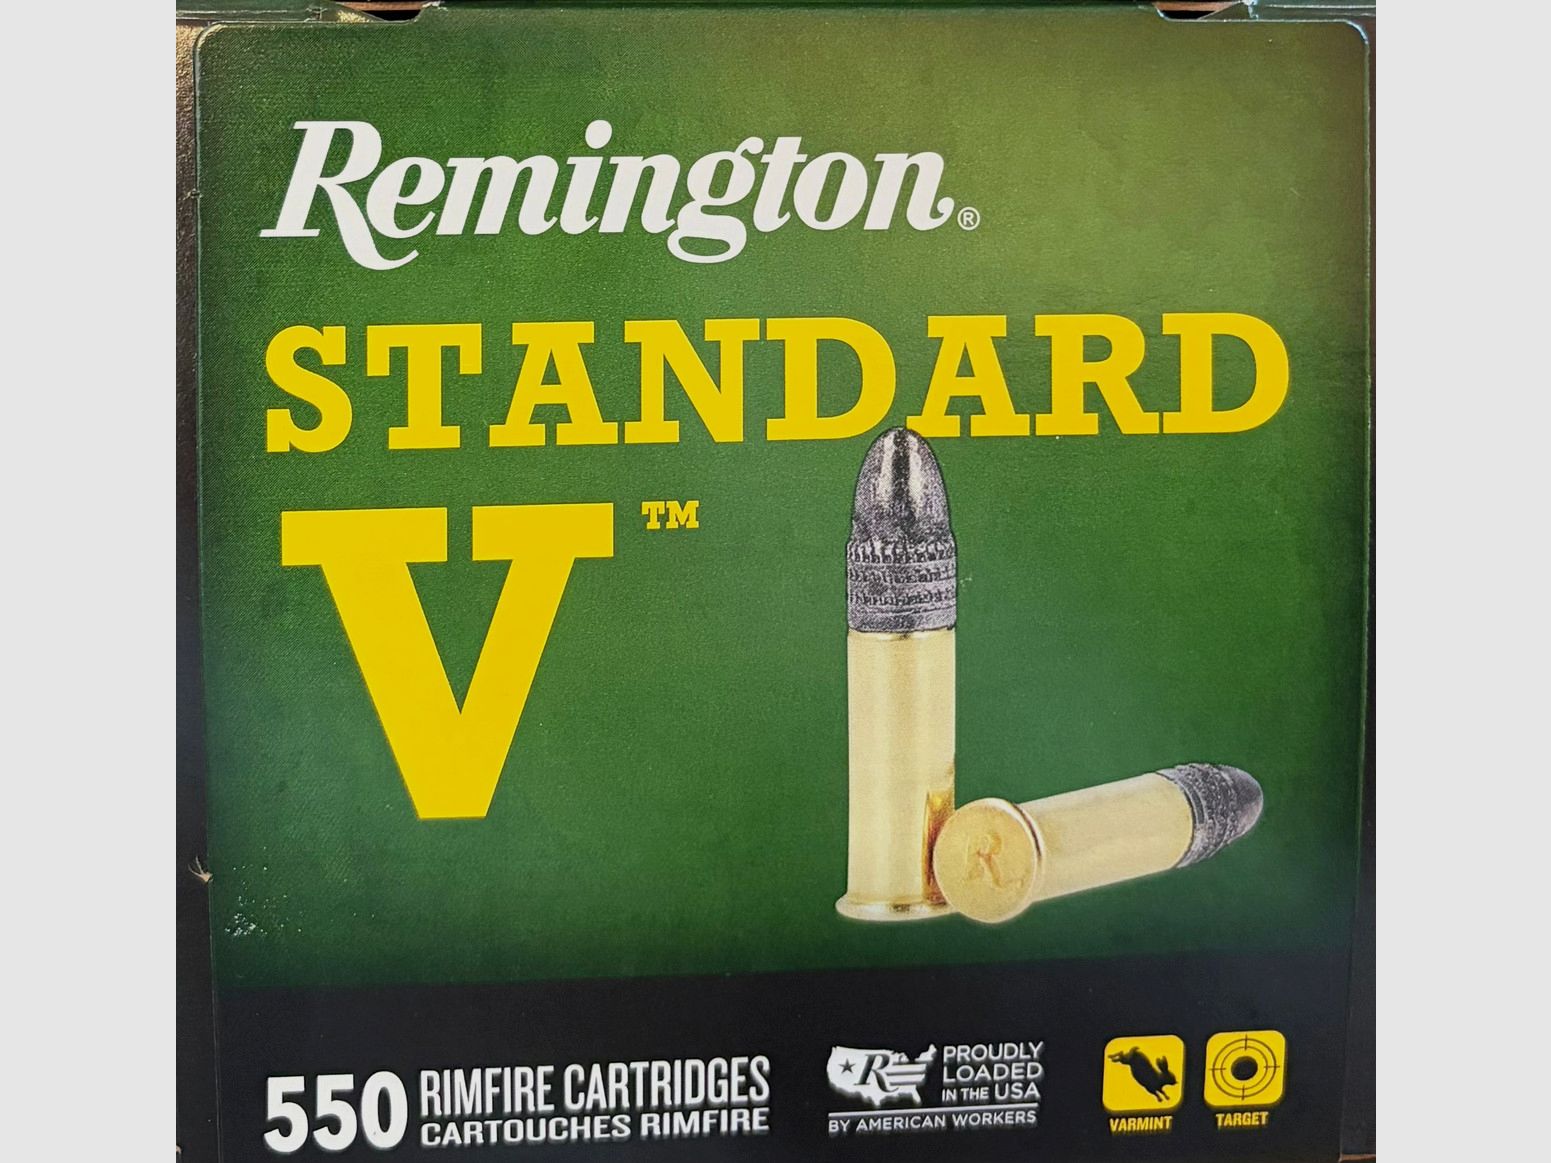 Remington®
STANDARD
V™
550 RIMFIRE CARTRIDGES
CARTOUCHES RIMFIRE
R
PROUDLY
LOADED
IN THE USA
BY AMERICAN WORKERS
VARMINT
TARGET
R